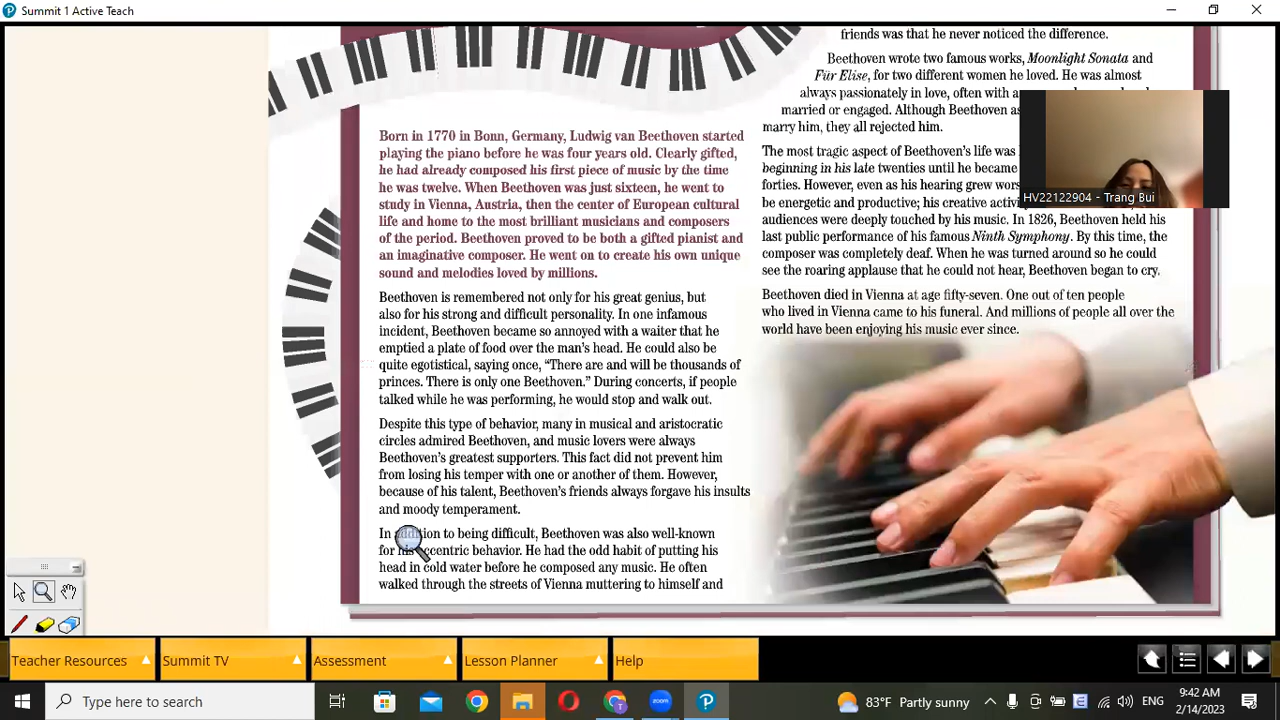 Summit 1 Active Teach
Born in 1770 in Bonn, Germany, Ludwig van Beethoven started
playing the piano before he was four years old. Clearly gifted,
he had already composed his first piece of music by the time
he was twelve. When Beethoven was just sixteen, he went to
study in Vienna, Austria, then the center of European cultural
life and home to the most brilliant musicians and composers
of the period. Beethoven proved to be both a gifted pianist and
an imaginative composer. He went on to create his own unique
sound and melodies loved by millions.
Beethoven is remembered not only for his great genius, but
also for his strong and difficult personality. In one infamous
incident, Beethoven became so annoyed with a waiter that he
emptied a plate of food over the man's head. He could also be
quite egotistical, saying once, "There are and will be thousands of
princes. There is only one Beethoven." During concerts, if people
talked while he was performing, he would stop and walk out.
Despite this type of behavior, many in musical and aristocratic
circles admired Beethoven, and music lovers were always
Beethoven's greatest supporters. This fact did not prevent him
from losing his temper with one or another of them. However,
because of his talent, Beethoven's friends always forgave his insults
and moody temperament.
In addition to being difficult, Beethoven was also well-known
for his eccentric behavior. He had the odd habit of putting his
head in cold water before he composed any music. He often
walked through the streets of Vienna muttering to himself and
friends was that he never noticed the difference.
Beethoven wrote two famous works, Moonlight Sonata and
Für Elise, for two different women he loved. He was almost
always passionately in love, often with a
married or engaged. Although Beethoven as
marry him, they all rejected him.
The most tragic aspect of Beethoven's life was
beginning in his late twenties until he became
forties. However, even as his hearing grew wors
be energetic and productive; his creative activi
audiences were deeply touched by his music. In 1826, Beethoven held his
last public performance of his famous Ninth Symphony. By this time, the
composer was completely deaf. When he was turned around so he could
see the roaring applause that he could not hear, Beethoven began to cry.
Beethoven died in Vienna at age fifty-seven. One out of ten people
who lived in Vienna came to his funeral. And millions of people all over the
world have been enjoying his music ever since.
HV22122904 - Trang Bui
Teacher Resources
Summit TV
Assessment
Lesson Planner
Help
Type here to search
zoom
83°F Partly sunny
ENG
9:42 AM
2/14/2023